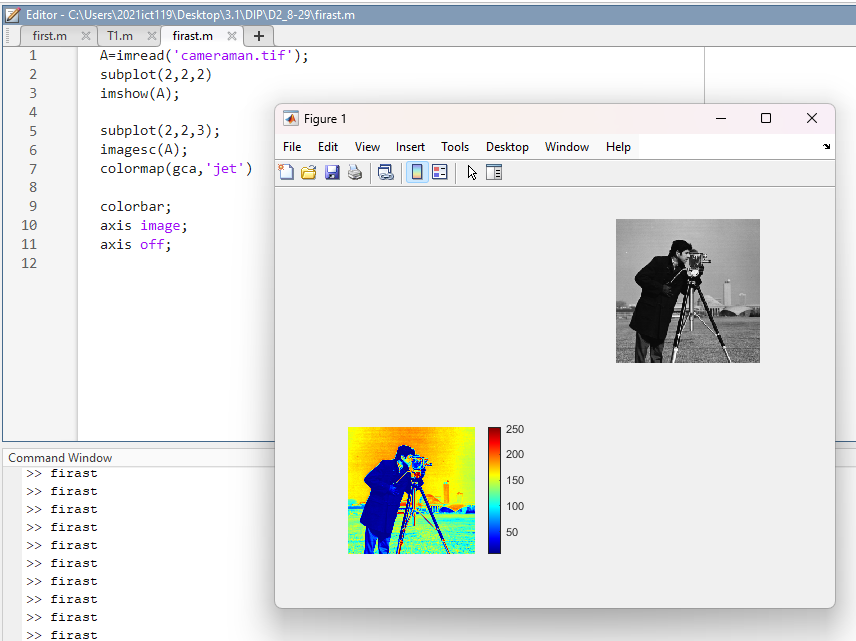 Editor - C:\Users\2021ict119\Desktop\3.1\DIP\D2_8-29\firast.m
first.m
T1.m
firast.m
1 A=imread('cameraman.tif');
2 subplot(2,2,2)
3 imshow(A);
4
5 subplot(2,2,3);
6 imagesc(A);
7 colormap(gca,'jet')
8
9 colorbar;
10 axis image;
11 axis off;
12
Figure 1
File Edit View Insert Tools Desktop Window Help
250
200
150
100
50
Command Window
>> firast
>> firast
>> firast
>> firast
>> firast
>> firast
>> firast
>> firast
>> firast
>> firast